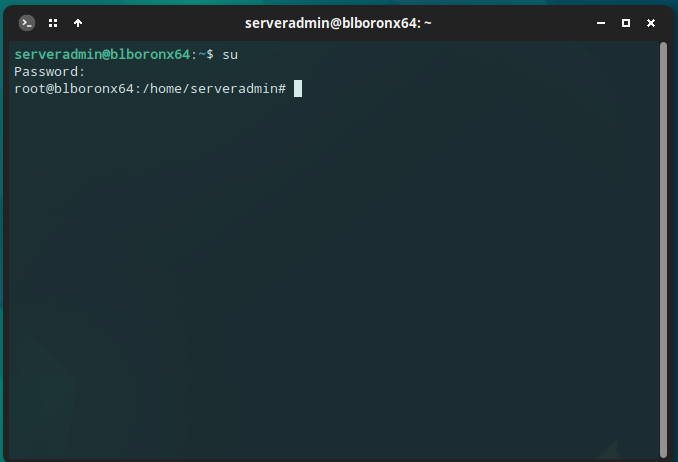 serveradmin@blboronx64: ~
serveradmin@blboronx64:~$ su
Password:
root@blboronx64:/home/serveradmin#